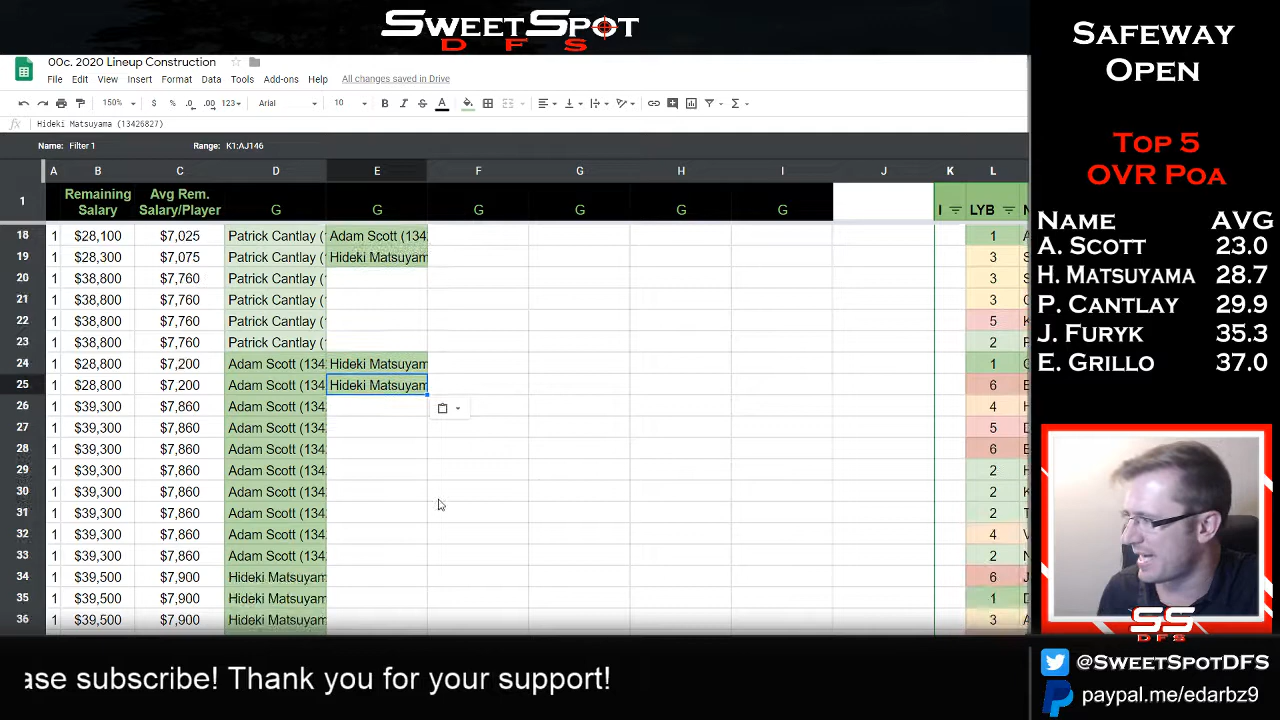 SweetSpot
DFS
00c. 2020 Lineup Construction
File Edit View Insert Format Data Tools Add-ons Help All changes saved in Drive
150% $ % .0 .00 123 Arial 10 B I S A
fx Hideki Matsuyama (13426827)
Name: Filter 1 Range: K1:AJ146
A B C D E F G H I J K L
1 Remaining Salary Avg Rem. Salary/Player G G G G G G I LYB N
18 1 $28,100 $7,025 Patrick Cantlay ( Adam Scott (134 1
19 1 $28,300 $7,075 Patrick Cantlay ( Hideki Matsuyam 3 S
20 1 $38,800 $7,760 Patrick Cantlay ( 3 S
21 1 $38,800 $7,760 Patrick Cantlay ( 3
22 1 $38,800 $7,760 Patrick Cantlay ( 5 K
23 1 $38,800 $7,760 Patrick Cantlay ( 2
24 1 $28,800 $7,200 Adam Scott (134 Hideki Matsuyam 1
25 1 $28,800 $7,200 Adam Scott (134 Hideki Matsuyam 6
26 1 $39,300 $7,860 Adam Scott (134 4
27 1 $39,300 $7,860 Adam Scott (134 5
28 1 $39,300 $7,860 Adam Scott (134 6
29 1 $39,300 $7,860 Adam Scott (134 2
30 1 $39,300 $7,860 Adam Scott (134 2 K
31 1 $39,300 $7,860 Adam Scott (134 2
32 1 $39,300 $7,860 Adam Scott (134 4
33 1 $39,300 $7,860 Adam Scott (134 2
34 1 $39,500 $7,900 Hideki Matsuyam 6
35 1 $39,500 $7,900 Hideki Matsuyam 1
36 1 $39,500 $7,900 Hideki Matsuyam 3
Safeway
Open
Top 5
OVR Poa
Name AVG
A. Scott 23.0
H. Matsuyama 28.7
P. Cantlay 29.9
J. Furyk 35.3
E. Grillo 37.0
SS
DFS
@SweetSpotDFS
paypal.me/edarbz9
ase subscribe! Thank you for your support!